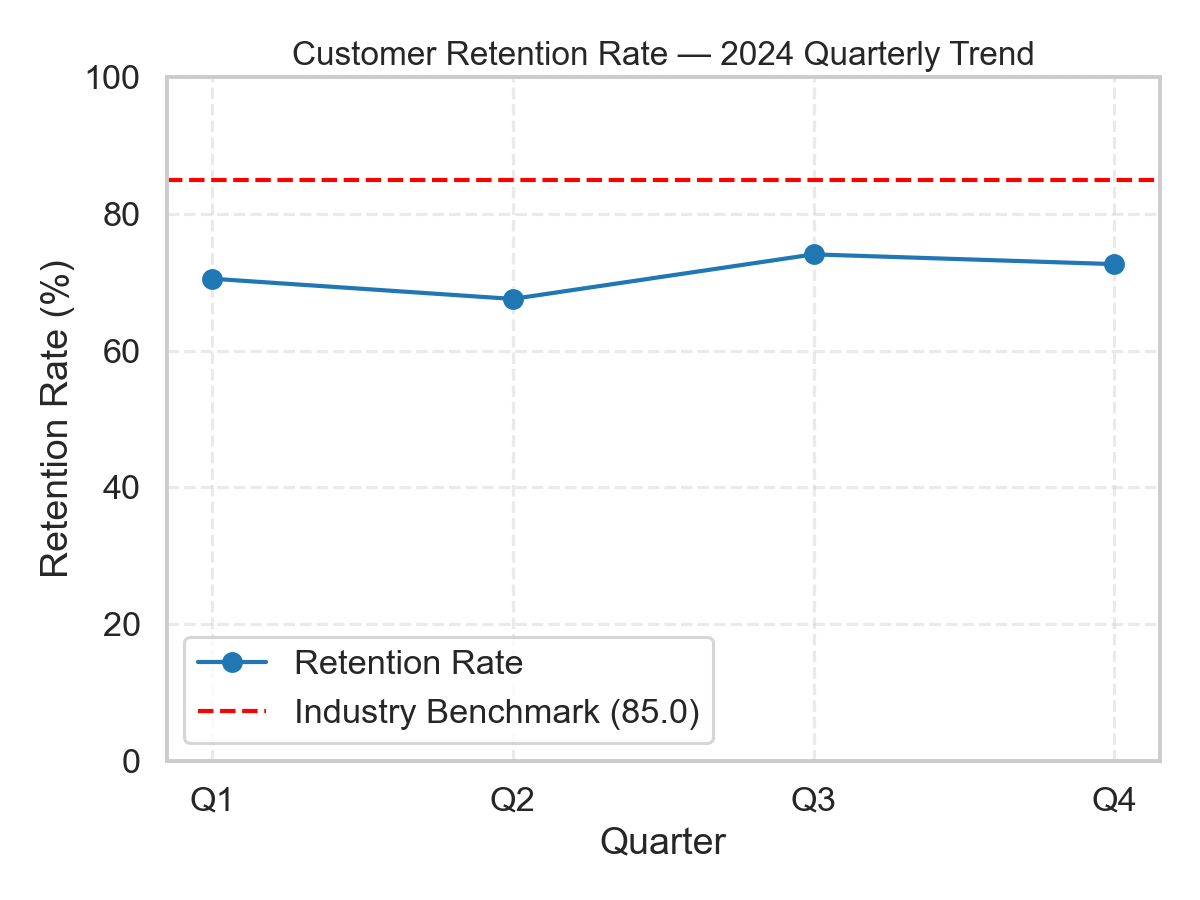 Customer Retention Rate — 2024 Quarterly Trend
100
80
60
40
20
0
Retention Rate (%)
Retention Rate
Industry Benchmark (85.0)
Q1 Q2 Q3 Q4
Quarter